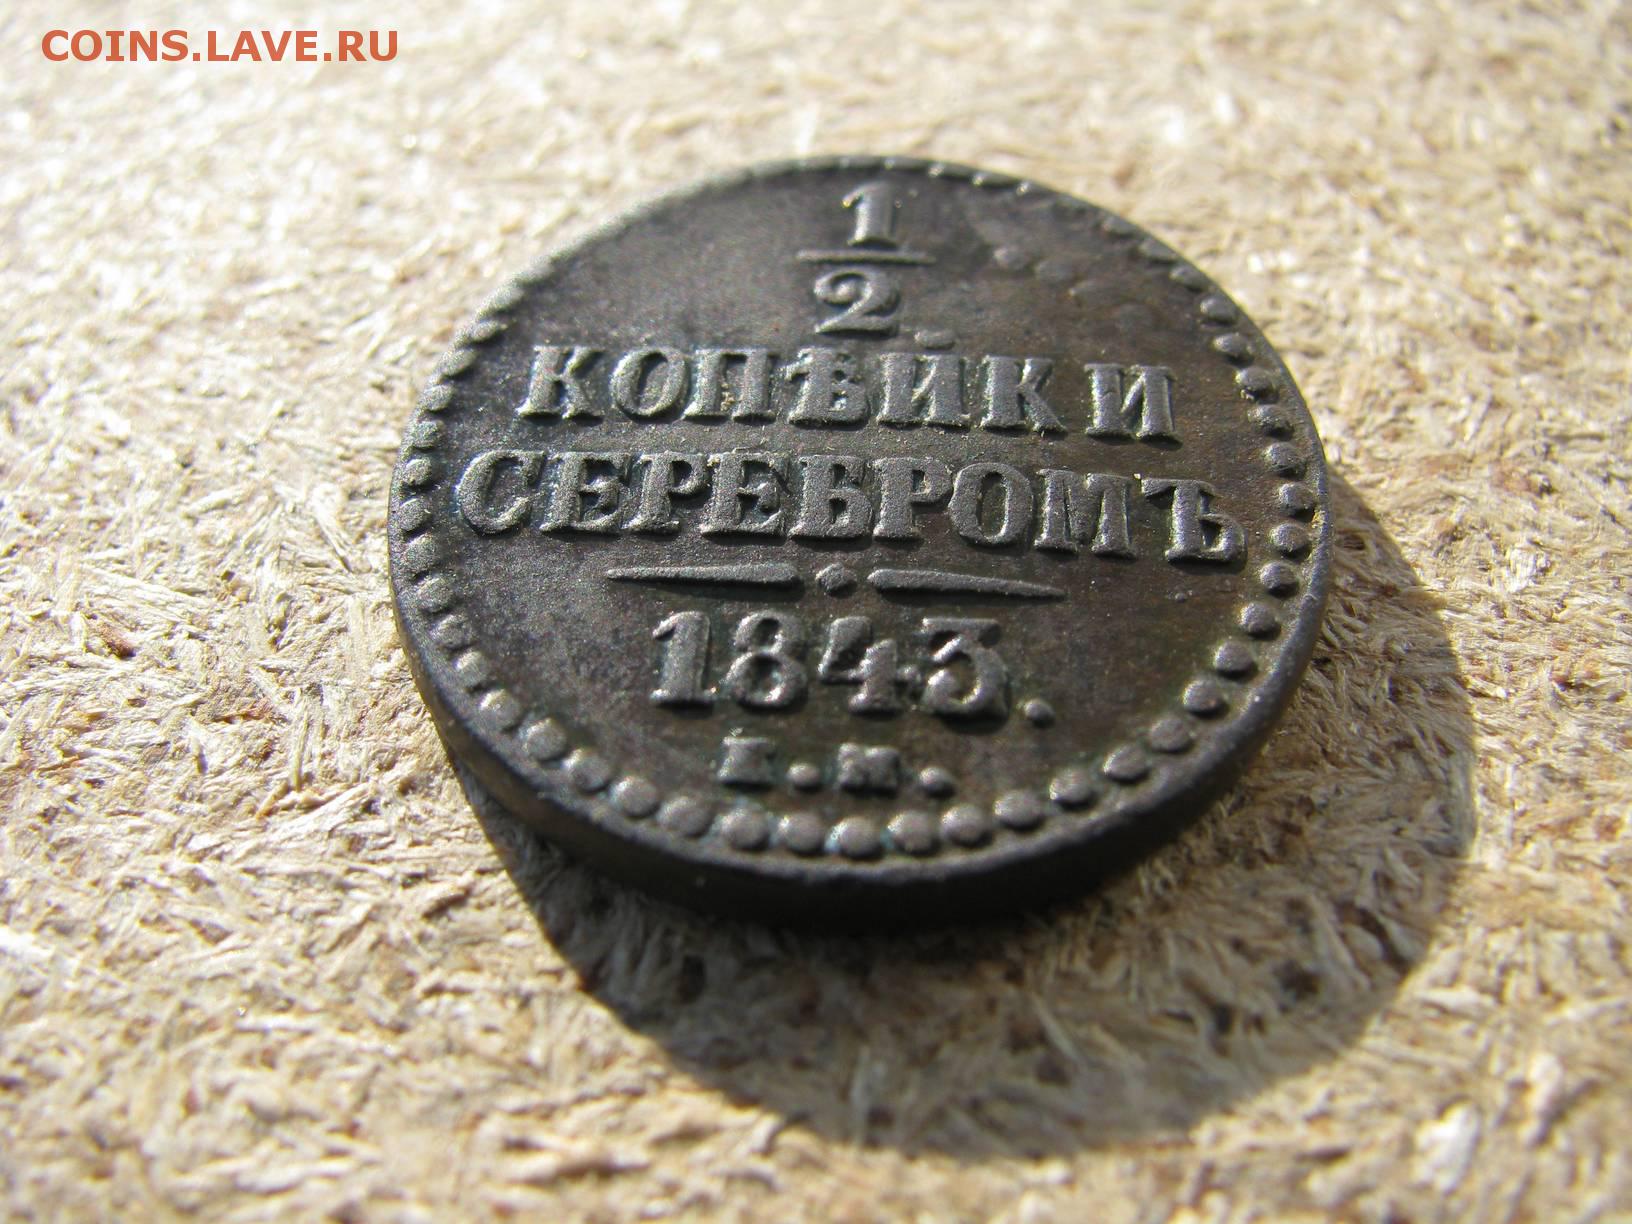 COINS.LAVE.RU
1
2
КОПѢЙКИ
СЕРЕБРОМЪ
1843.
Е.М.